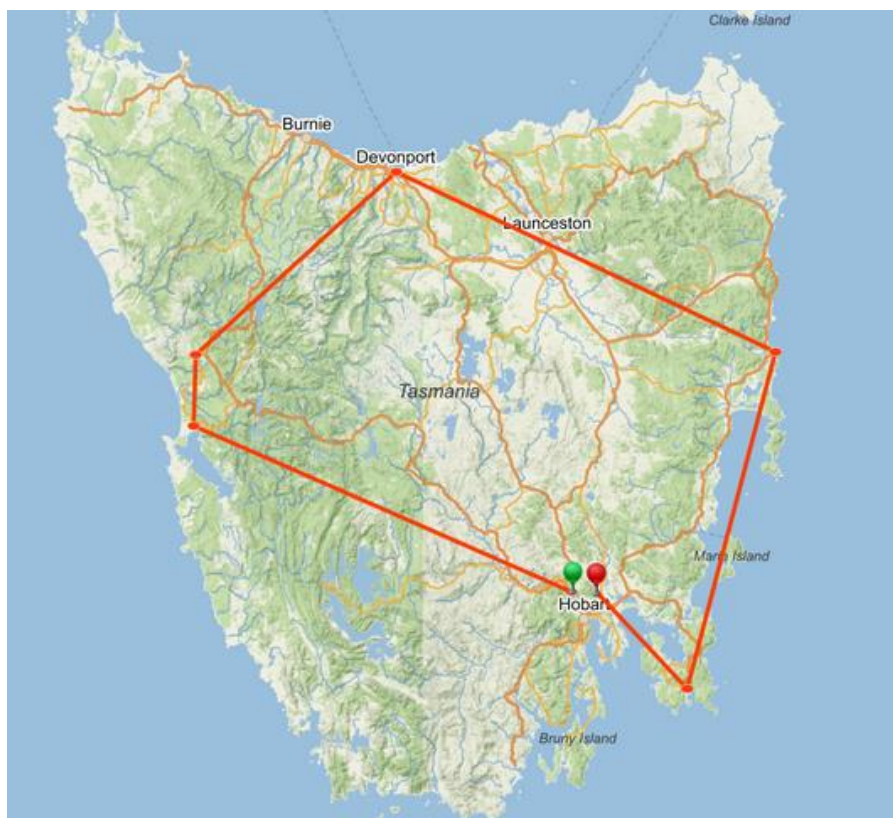 Clarke Island
Burnie
Devonport
Launceston
Tasmania
Maria Island
Hobart
Bruny Island